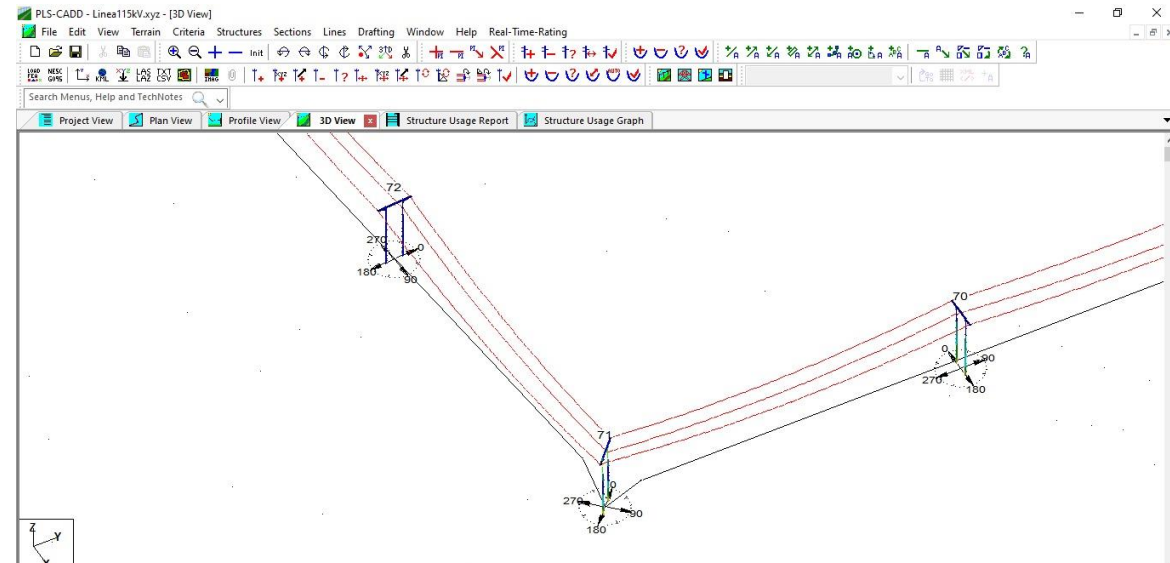 PLS-CADD - Linea115kV.xyz - [3D View]
File Edit View Terrain Criteria Structures Sections Lines Drafting Window Help Real-Time-Rating
Init
3TD
Search Menus, Help and TechNotes
Project View Plan View Profile View 3D View Structure Usage Report Structure Usage Graph
72
270 0
180 90
70
0 90
270 180
71
0
270 90
180
Z
Y
X